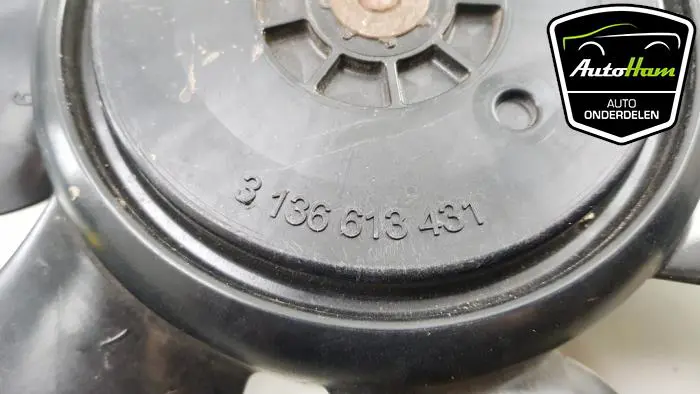 AutoHam
AUTO
ONDERDELEN
3 136 613 431